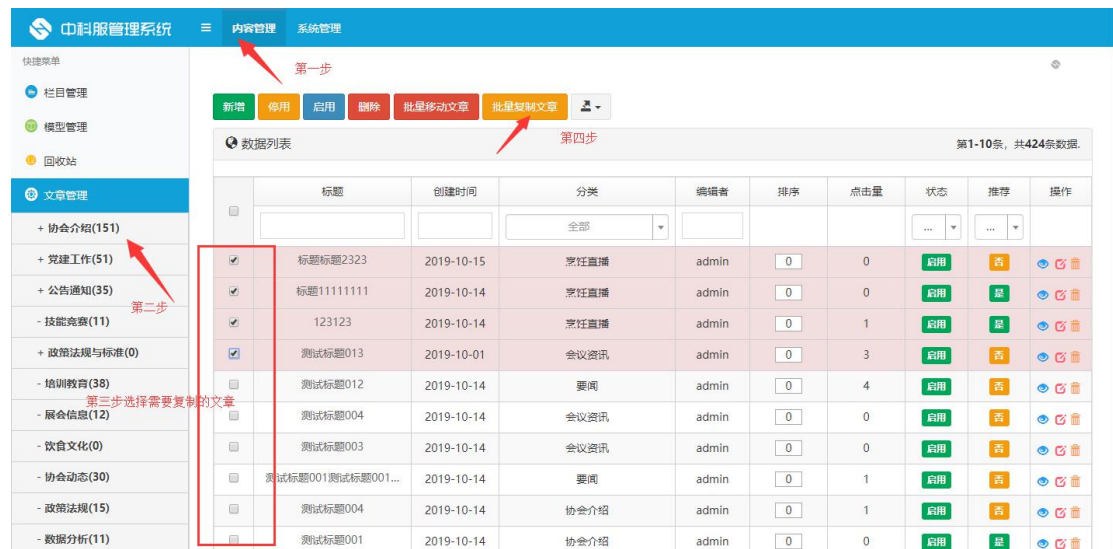 中科服管理系统 内容管理 系统管理
快捷菜单
第一步
栏目管理
新增 停用 启用 删除 批量移动文章 批量复制文章
模型管理
数据列表 第四步 第1-10条, 共424条数据.
回收站
文章管理
标题 创建时间 分类 编辑者 排序 点击量 状态 推荐 操作
+ 协会介绍(151)
全部 ... ...
+ 党建工作(51)
标题标题2323 2019-10-15 烹饪直播 admin 0 0 启用 否
+ 公告通知(35)
标题11111111 2019-10-14 烹饪直播 admin 0 0 启用 是
第二步
- 技能竞赛(11)
123123 2019-10-14 烹饪直播 admin 0 1 启用 是
+ 政策法规与标准(0)
测试标题013 2019-10-01 会议资讯 admin 0 3 启用 否
- 培训教育(38)
测试标题012 2019-10-14 要闻 admin 0 4 启用 否
第三步选择需要复制的文章
- 展会信息(12)
测试标题004 2019-10-14 会议资讯 admin 0 0 启用 否
- 饮食文化(0)
测试标题003 2019-10-14 会议资讯 admin 0 0 启用 否
- 协会动态(30)
测试标题001测试标题001... 2019-10-14 要闻 admin 0 1 启用 否
- 政策法规(15)
测试标题004 2019-10-14 协会介绍 admin 0 1 启用 否
- 数据分析(11)
测试标题001 2019-10-14 协会介绍 admin 0 0 启用 是